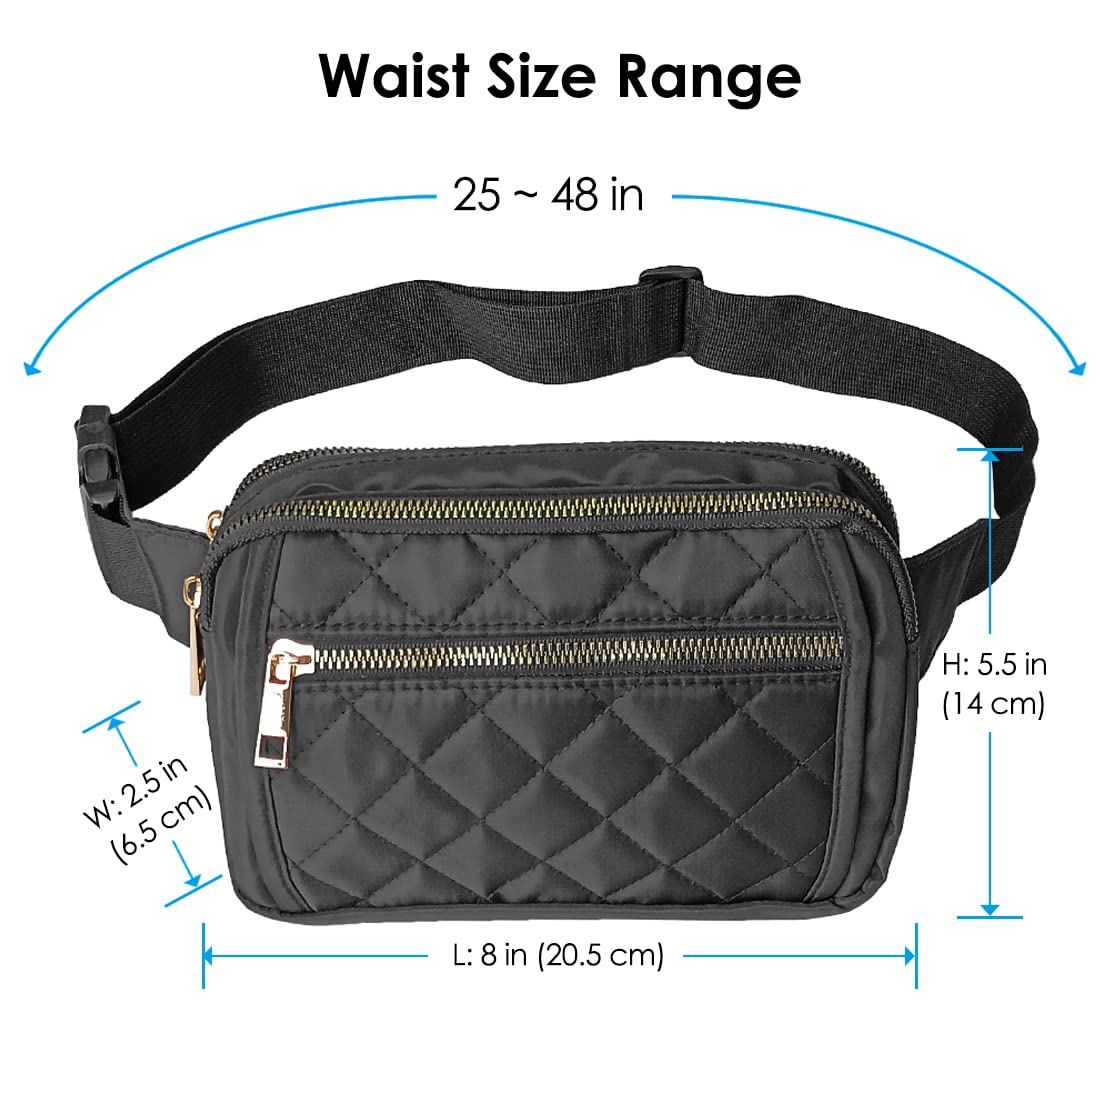 Waist Size Range
25 ~ 48 in
H: 5.5 in
(14 cm)
W: 2.5 in
(6.5 cm)
L: 8 in (20.5 cm)